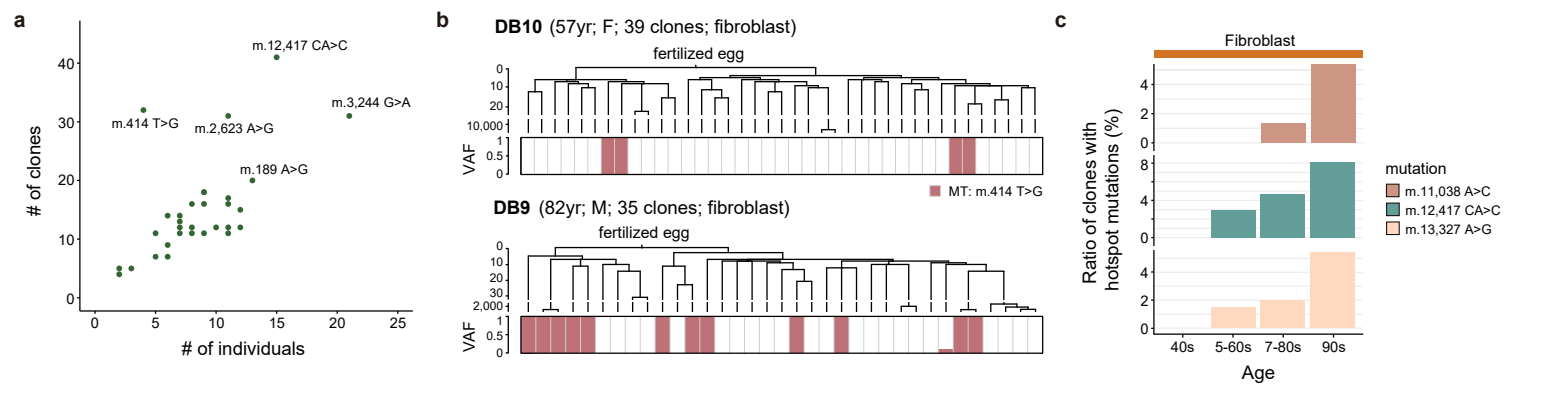 a
# of clones
40
30
20
10
0
m.12,417 CA>C
m.3,244 G>A
m.414 T>G
m.2,623 A>G
m.189 A>G
0 5 10 15 20 25
# of individuals
b
DB10 (57yr; F; 39 clones; fibroblast)
fertilized egg
0
10
20
10,000
VAF
1
0.5
0
MT: m.414 T>G
DB9 (82yr; M; 35 clones; fibroblast)
fertilized egg
0
10
20
30
2,000
VAF
1
0.5
0
c
Fibroblast
Ratio of clones with
hotspot mutations (%)
4
2
0
8
4
0
4
2
0
40s 5-60s 7-80s 90s
Age
mutation
m.11,038 A>C
m.12,417 CA>C
m.13,327 A>G